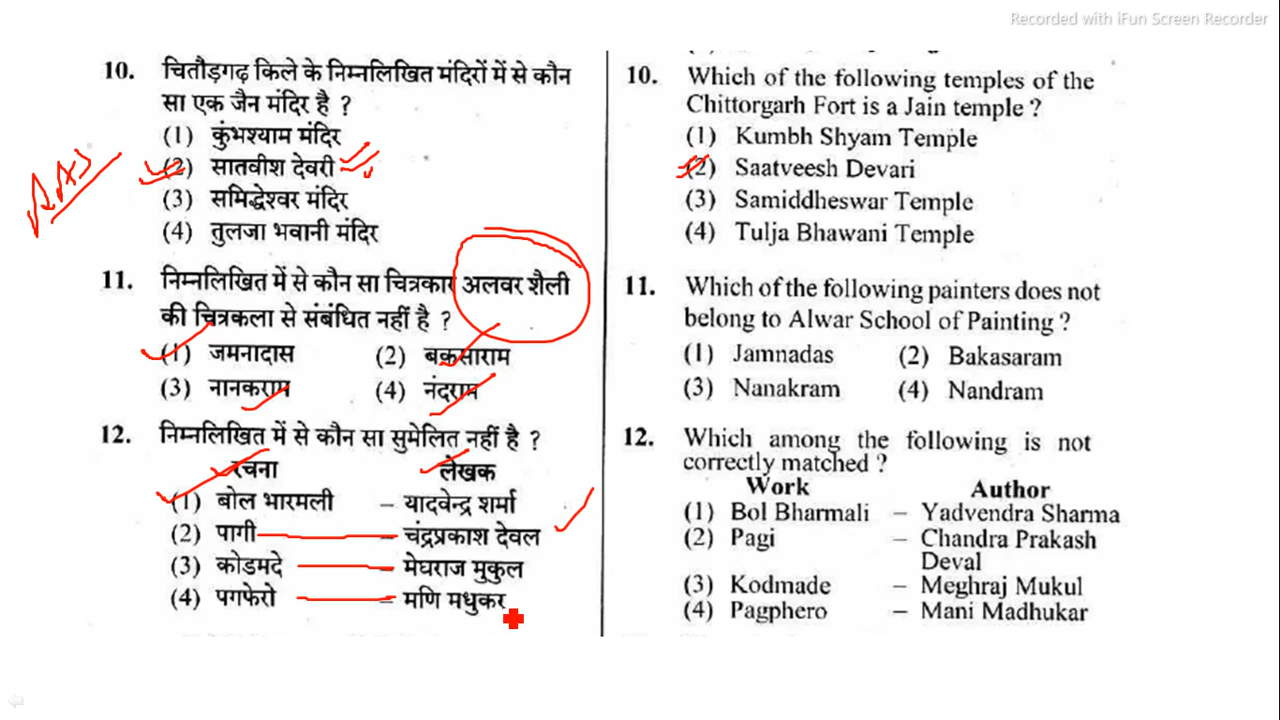 Recorded with iFun Screen Recorder
10. चितौड़गढ़ किले के निम्नलिखित मंदिरों में से कौन
सा एक जैन मंदिर है ?
(1) कुंभश्याम मंदिर
(2) सातवीश देवरी
(3) समिद्धेश्वर मंदिर
(4) तुलजा भवानी मंदिर
RAS
11. निम्नलिखित में से कौन सा चित्रकार अलवर शैली
की चित्रकला से संबंधित नहीं है ?
(1) जमनादास (2) बकसाराम
(3) नानकराम (4) नंदराम
12. निम्नलिखित में से कौन सा सुमेलित नहीं है ?
रचना लेखक
(1) बोल भारमली – यादवेन्द्र शर्मा
(2) पागी – चंद्रप्रकाश देवल
(3) कोडमदे – मेघराज मुकुल
(4) पगफेरो – मणि मधुकर
10. Which of the following temples of the
Chittorgarh Fort is a Jain temple ?
(1) Kumbh Shyam Temple
(2) Saatveesh Devari
(3) Samiddheswar Temple
(4) Tulja Bhawani Temple
11. Which of the following painters does not
belong to Alwar School of Painting ?
(1) Jamnadas (2) Bakasaram
(3) Nanakram (4) Nandram
12. Which among the following is not
correctly matched ?
Work Author
(1) Bol Bharmali – Yadvendra Sharma
(2) Pagi – Chandra Prakash
Deval
(3) Kodmade – Meghraj Mukul
(4) Pagphero – Mani Madhukar